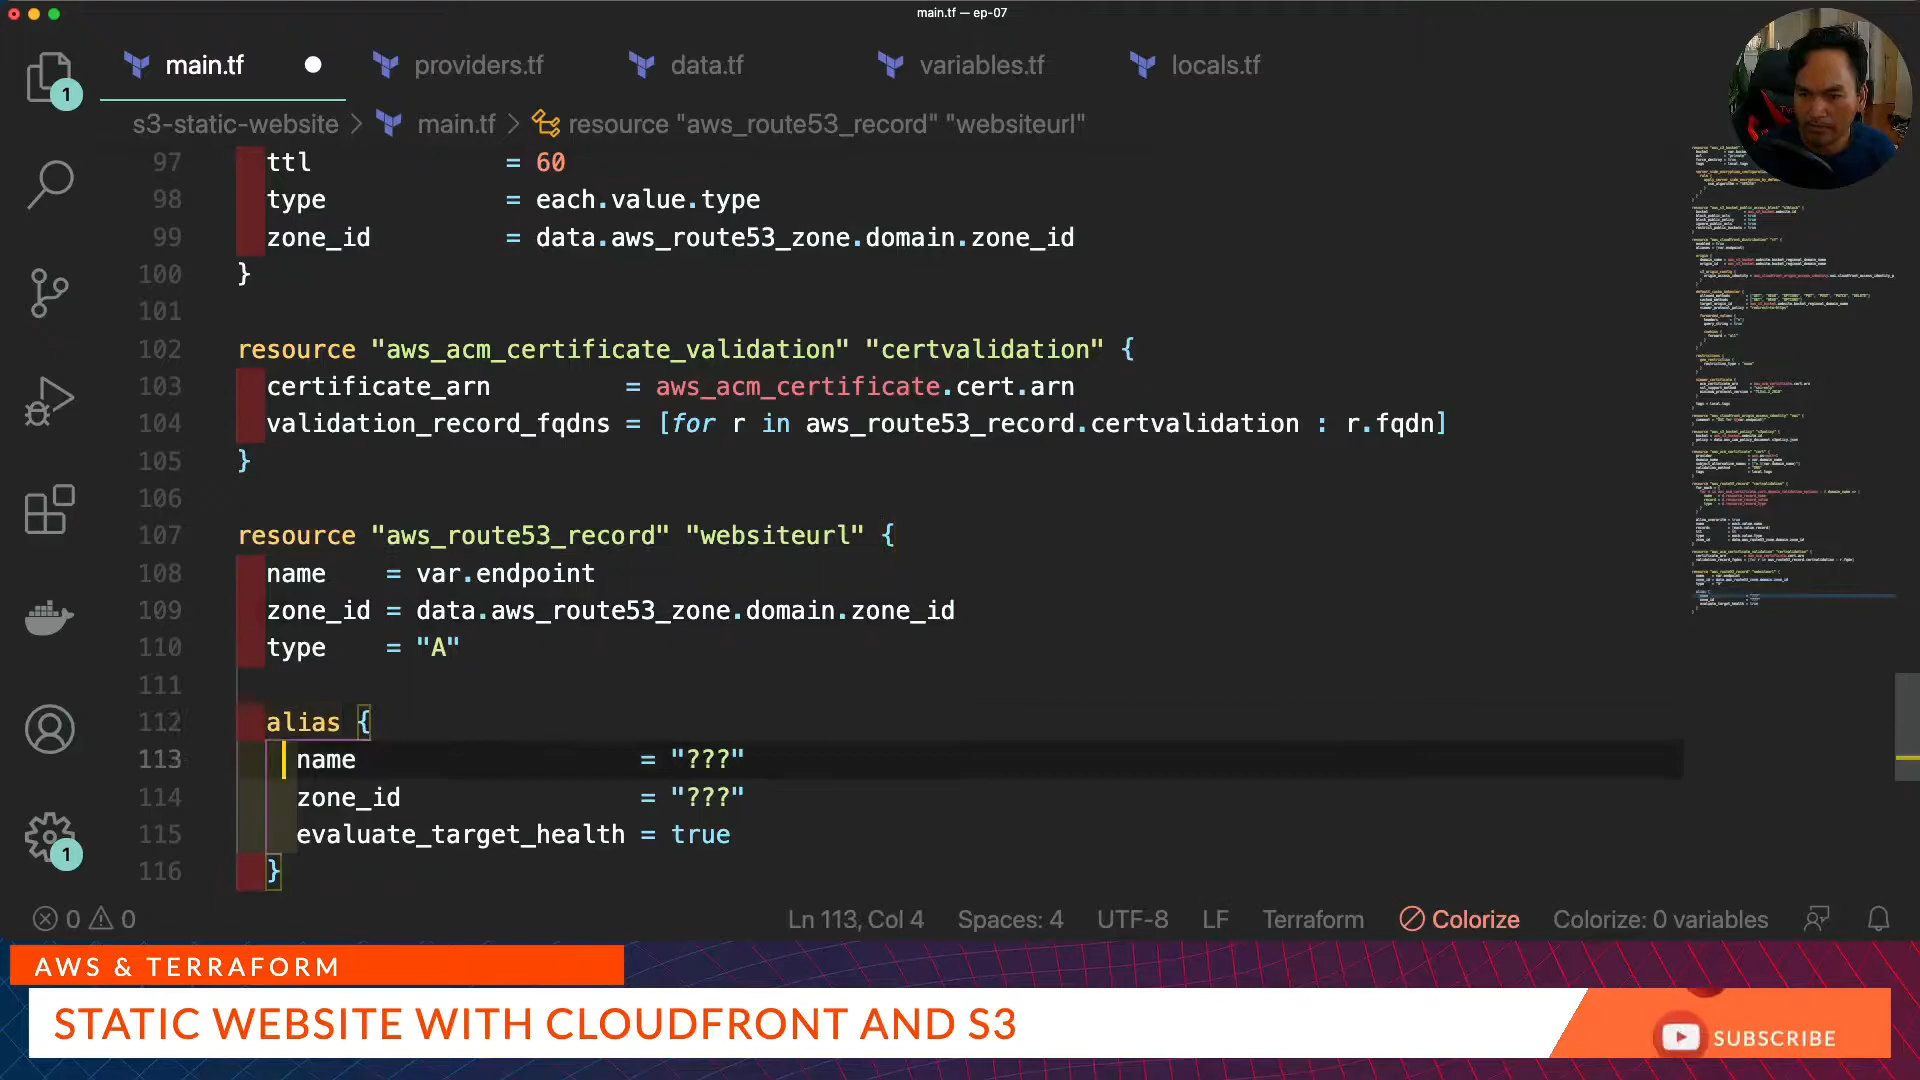 main.tf — ep-07
main.tf
providers.tf
data.tf
variables.tf
locals.tf
1
s3-static-website > main.tf > resource "aws_route53_record" "websiteurl"
97 ttl = 60
98 type = each.value.type
99 zone_id = data.aws_route53_zone.domain.zone_id
100 }
101
102 resource "aws_acm_certificate_validation" "certvalidation" {
103 certificate_arn = aws_acm_certificate.cert.arn
104 validation_record_fqdns = [for r in aws_route53_record.certvalidation : r.fqdn]
105 }
106
107 resource "aws_route53_record" "websiteurl" {
108 name = var.endpoint
109 zone_id = data.aws_route53_zone.domain.zone_id
110 type = "A"
111
112 alias {
113 name = "???"
114 zone_id = "???"
115 evaluate_target_health = true
116 }
1
0 0 Ln 113, Col 4 Spaces: 4 UTF-8 LF Terraform Colorize Colorize: 0 variables
AWS & TERRAFORM
STATIC WEBSITE WITH CLOUDFRONT AND S3
SUBSCRIBE